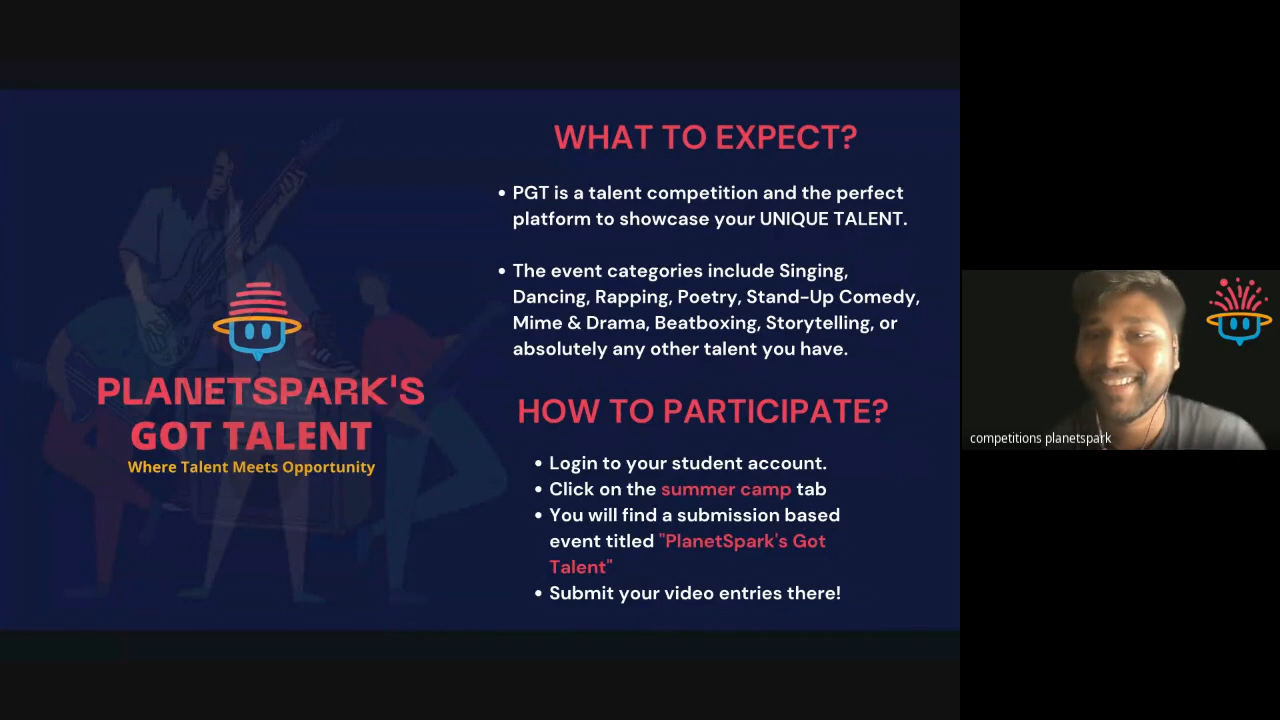 WHAT TO EXPECT?
• PGT is a talent competition and the perfect
platform to showcase your UNIQUE TALENT.
• The event categories include Singing,
Dancing, Rapping, Poetry, Stand-Up Comedy,
Mime & Drama, Beatboxing, Storytelling, or
absolutely any other talent you have.
PLANETSPARK'S
GOT TALENT
Where Talent Meets Opportunity
HOW TO PARTICIPATE?
• Login to your student account.
• Click on the summer camp tab
• You will find a submission based
event titled "PlanetSpark's Got
Talent"
• Submit your video entries there!
competitions planetspark